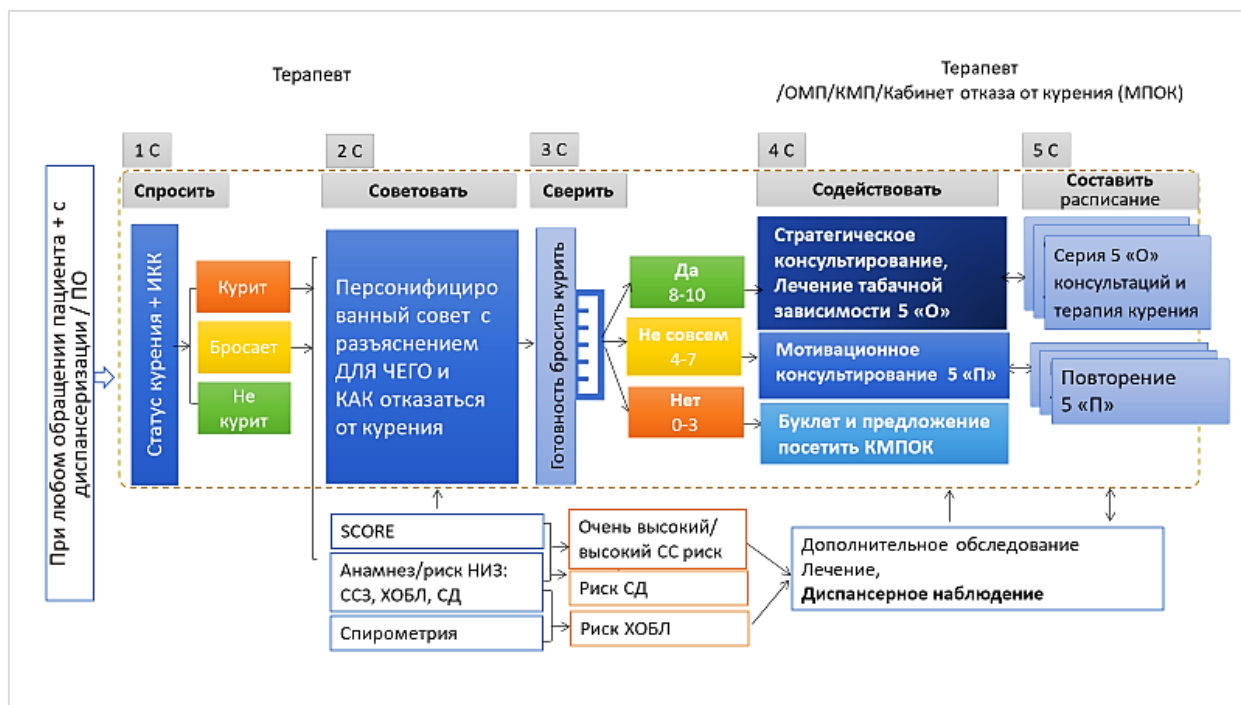 Терапевт
Терапевт
/ОМП/КМП/Кабинет отказа от курения (МПОК)
При любом обращении пациента + с
диспансеризации / ПО
1 С
Спросить
2 С
Советовать
3 С
Сверить
4 С
Содействовать
5 С
Составить
расписание
Статус курения + ИКК
Курит
Бросает
Не
курит
Персонифициро
ванный совет с
разъяснением
ДЛЯ ЧЕГО и
КАК отказаться
от курения
Готовность бросить курить
Да
8-10
Не совсем
4-7
Нет
0-3
Стратегическое
консультирование,
Лечение табачной
зависимости 5 «О»
Мотивационное
консультирование 5 «П»
Буклет и предложение
посетить КМПОК
Серия 5 «О»
консультаций и
терапия курения
Повторение
5 «П»
SCORE
Анамнез/риск НИЗ:
ССЗ, ХОБЛ, СД
Спирометрия
Очень высокий/
высокий СС риск
Риск СД
Риск ХОБЛ
Дополнительное обследование
Лечение,
Диспансерное наблюдение